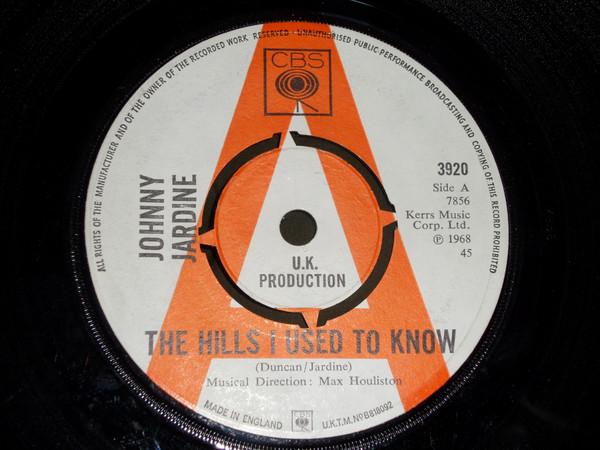 ALL RIGHTS OF THE MANUFACTURER AND OF THE OWNER OF THE RECORDED WORK RESERVED · UNAUTHORISED PUBLIC PERFORMANCE BROADCASTING AND COPYING OF THIS RECORD PROHIBITED
CBS
JOHNNY
JARDINE
3920
Side A
7856
Kerrs Music
Corp. Ltd.
℗ 1968
45
A
U.K.
PRODUCTION
THE HILLS I USED TO KNOW
(Duncan/Jardine)
Musical Direction: Max Houliston
MADE IN ENGLAND
CBS
U.K.T.M. No B818092